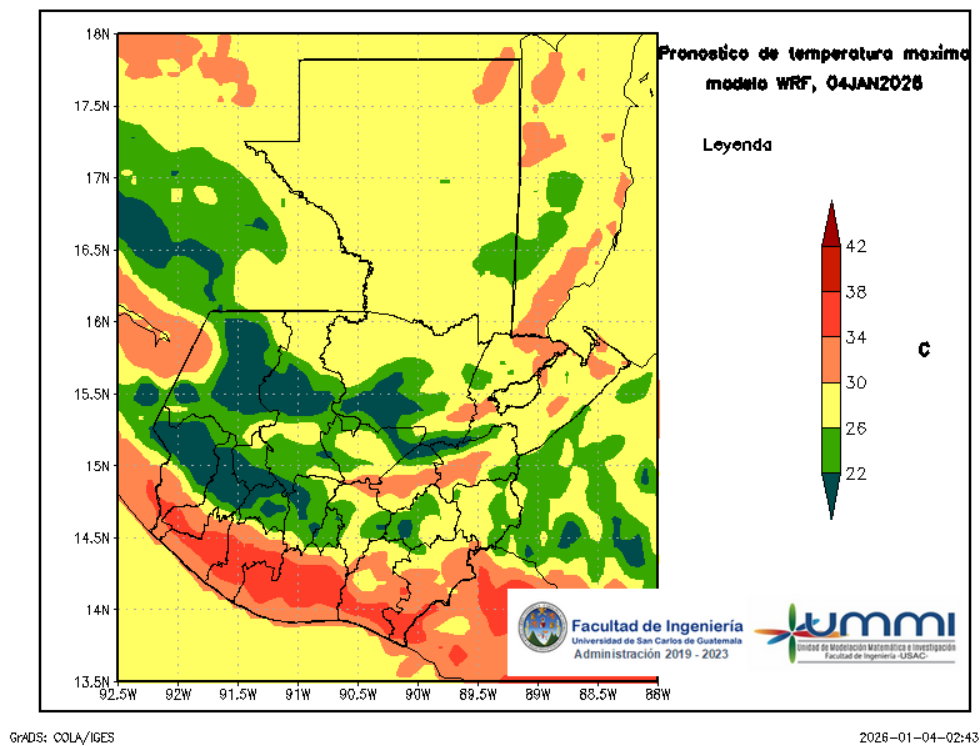 Pronostico de temperatura maxima
modelo WRF, 04JAN2026
Leyenda
18N
17.5N
17N
16.5N
16N
15.5N
15N
14.5N
14N
13.5N
92.5W
92W
91.5W
91W
90.5W
90W
89.5W
89W
88.5W
88W
42
38
34
30
26
22
C
Facultad de Ingeniería
Universidad de San Carlos de Guatemala
Administración 2019 - 2023
ummi
Unidad de Modelación Matemática e Investigación
Facultad de Ingeniería -USAC-
GrADS: COLA/IGES
2026-01-04-02:43